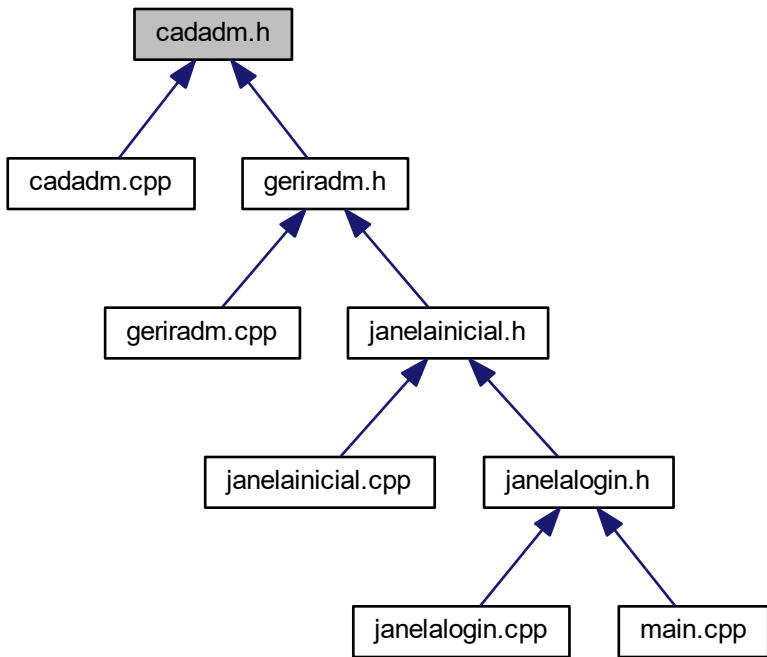 cadadm.h
cadadm.cpp
geriradm.h
geriradm.cpp
janelainicial.h
janelainicial.cpp
janelalogin.h
janelalogin.cpp
main.cpp